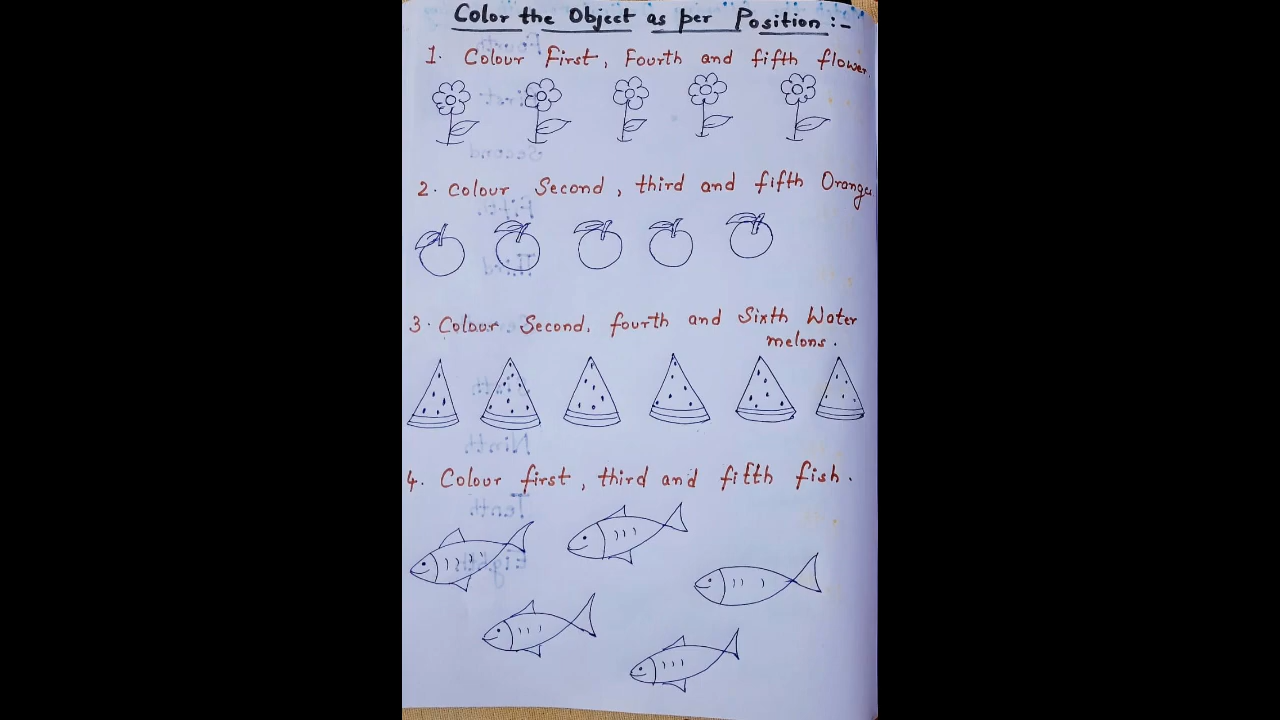 Color the Object as per Position :-
1. Colour First, Fourth and fifth flower.
2. Colour Second, third and fifth Orange.
3. Colour Second, fourth and Sixth Water
melons.
4. Colour first, third and fifth fish.